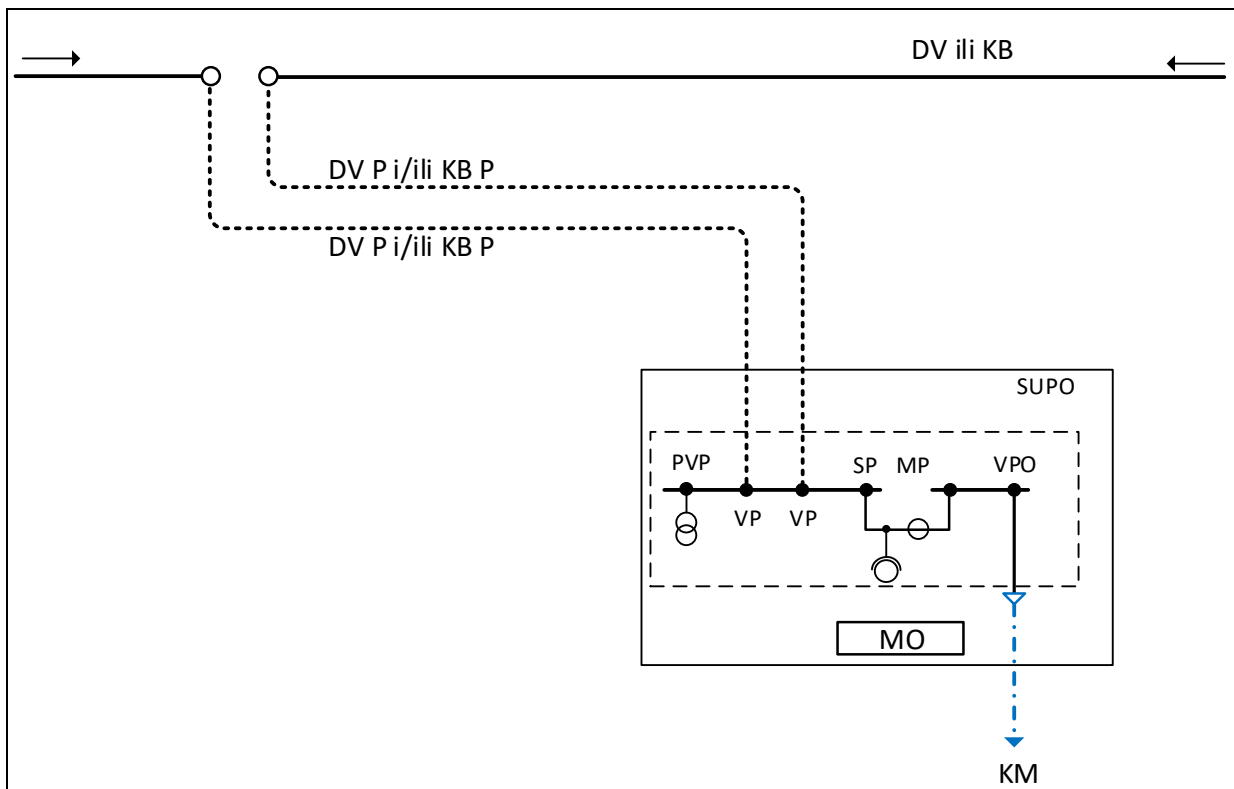 DV ili KB
DV P i/ili KB P
DV P i/ili KB P
SUPO
PVP
SP
MP
VPO
VP
VP
MO
KM